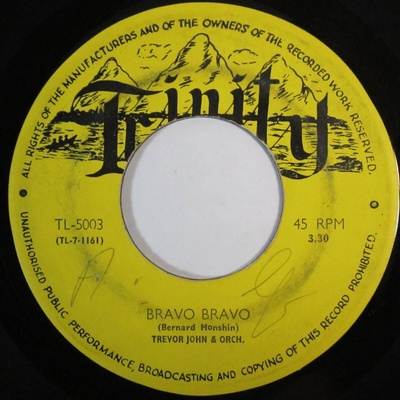 ALL RIGHTS OF THE MANUFACTURERS AND OF THE OWNERS OF THE RECORDED WORK RESERVED.
Trinity
TL-5003
(TL-7-1161)
45 RPM
3.30
BRAVO BRAVO
(Bernard Monshin)
TREVOR JOHN & ORCH.
UNAUTHORISED PUBLIC PERFORMANCE, BROADCASTING AND COPYING OF THIS RECORD PROHIBITED.